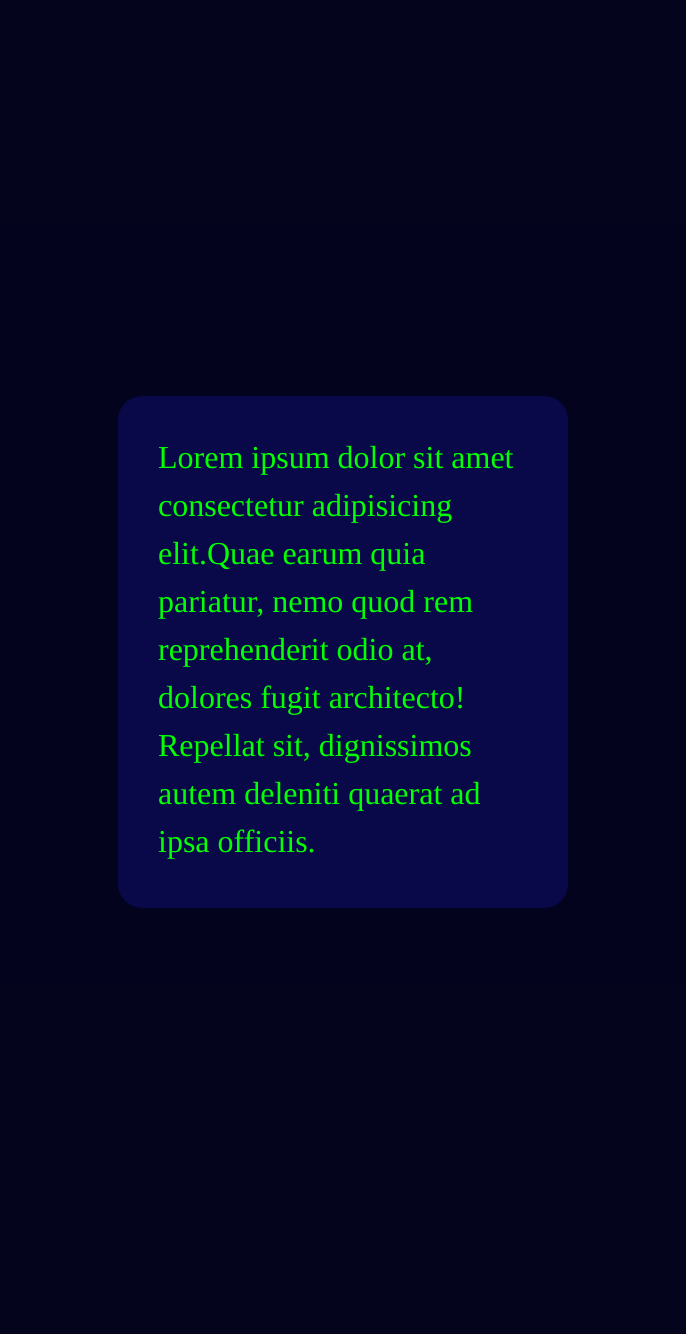 Lorem ipsum dolor sit amet
consectetur adipisicing
elit.Quae earum quia
pariatur, nemo quod rem
reprehenderit odio at,
dolores fugit architecto!
Repellat sit, dignissimos
autem deleniti quaerat ad
ipsa officiis.